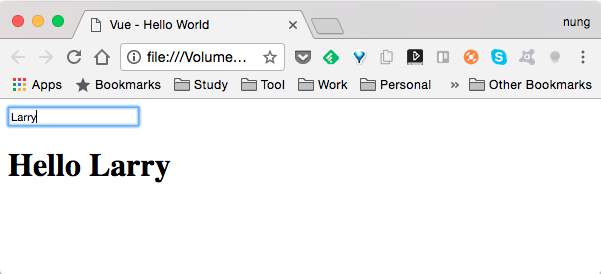 Vue - Hello World
nung
file:///Volume...
Apps
Bookmarks
Study
Tool
Work
Personal
»
Other Bookmarks
Larry
Hello Larry